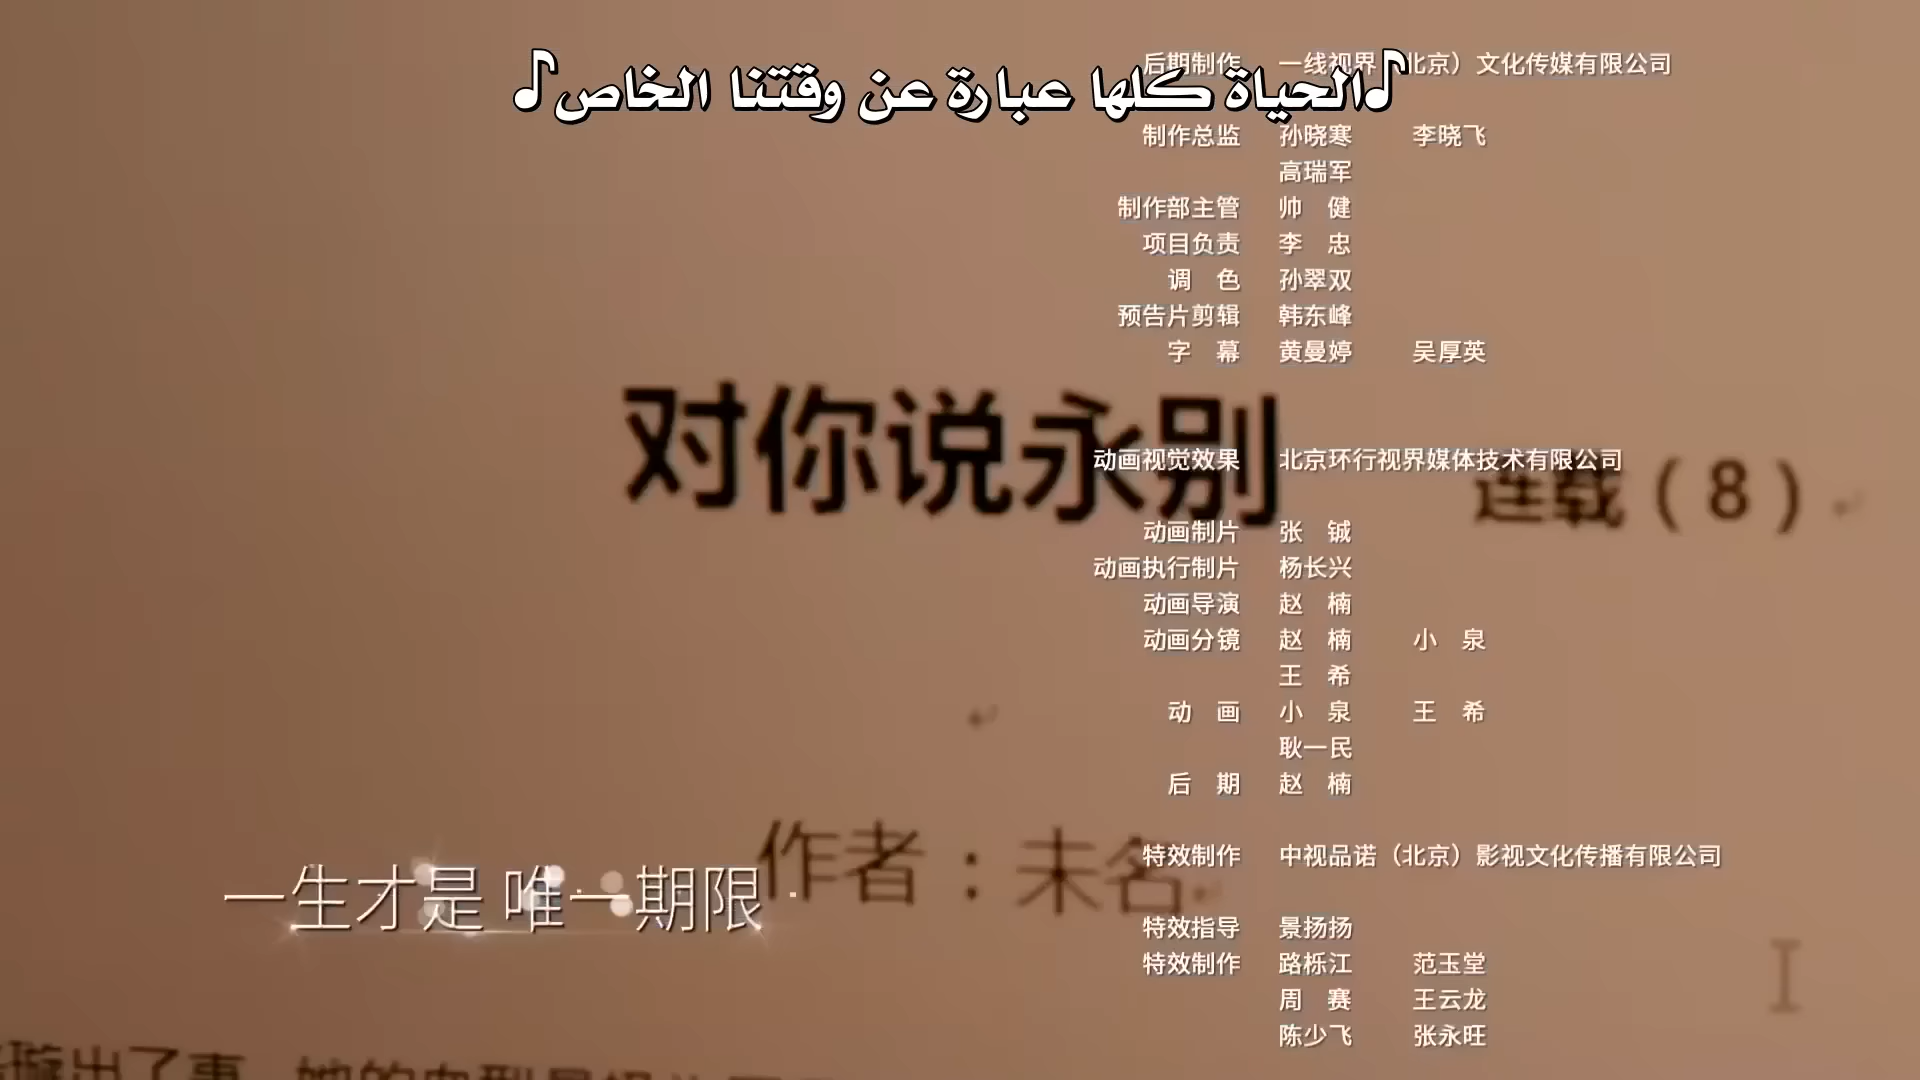 ♪الحياة كلها عبارة عن وقتنا الخاص♪
后期制作 一线视界（北京）文化传媒有限公司
制作总监 孙晓寒 李晓飞
高瑞军
制作部主管 帅 健
项目负责 李 忠
调 色 孙翠双
预告片剪辑 韩东峰
字 幕 黄曼婷 吴厚英
对你说永别
连载（8）
动画视觉效果 北京环行视界媒体技术有限公司
动画制片 张 铖
动画执行制片 杨长兴
动画导演 赵 楠
动画分镜 赵 楠 小 泉
王 希
动 画 小 泉 王 希
耿一民
后 期 赵 楠
作者：未名
特效制作 中视品诺（北京）影视文化传播有限公司
一生才是 唯一期限
特效指导 景扬扬
特效制作 路栎江 范玉堂
周 赛 王云龙
陈少飞 张永旺
出了事